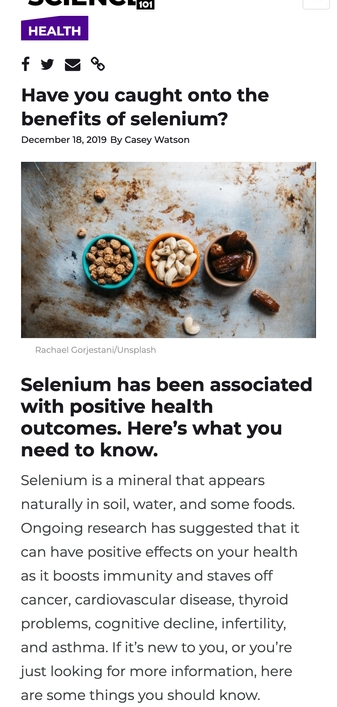 SCIENCE
101
HEALTH
Have you caught onto the
benefits of selenium?
December 18, 2019 By Casey Watson
Rachael Gorjestani/Unsplash
Selenium has been associated
with positive health
outcomes. Here's what you
need to know.
Selenium is a mineral that appears
naturally in soil, water, and some foods.
Ongoing research has suggested that it
can have positive effects on your health
as it boosts immunity and staves off
cancer, cardiovascular disease, thyroid
problems, cognitive decline, infertility,
and asthma. If it's new to you, or you're
just looking for more information, here
are some things you should know.